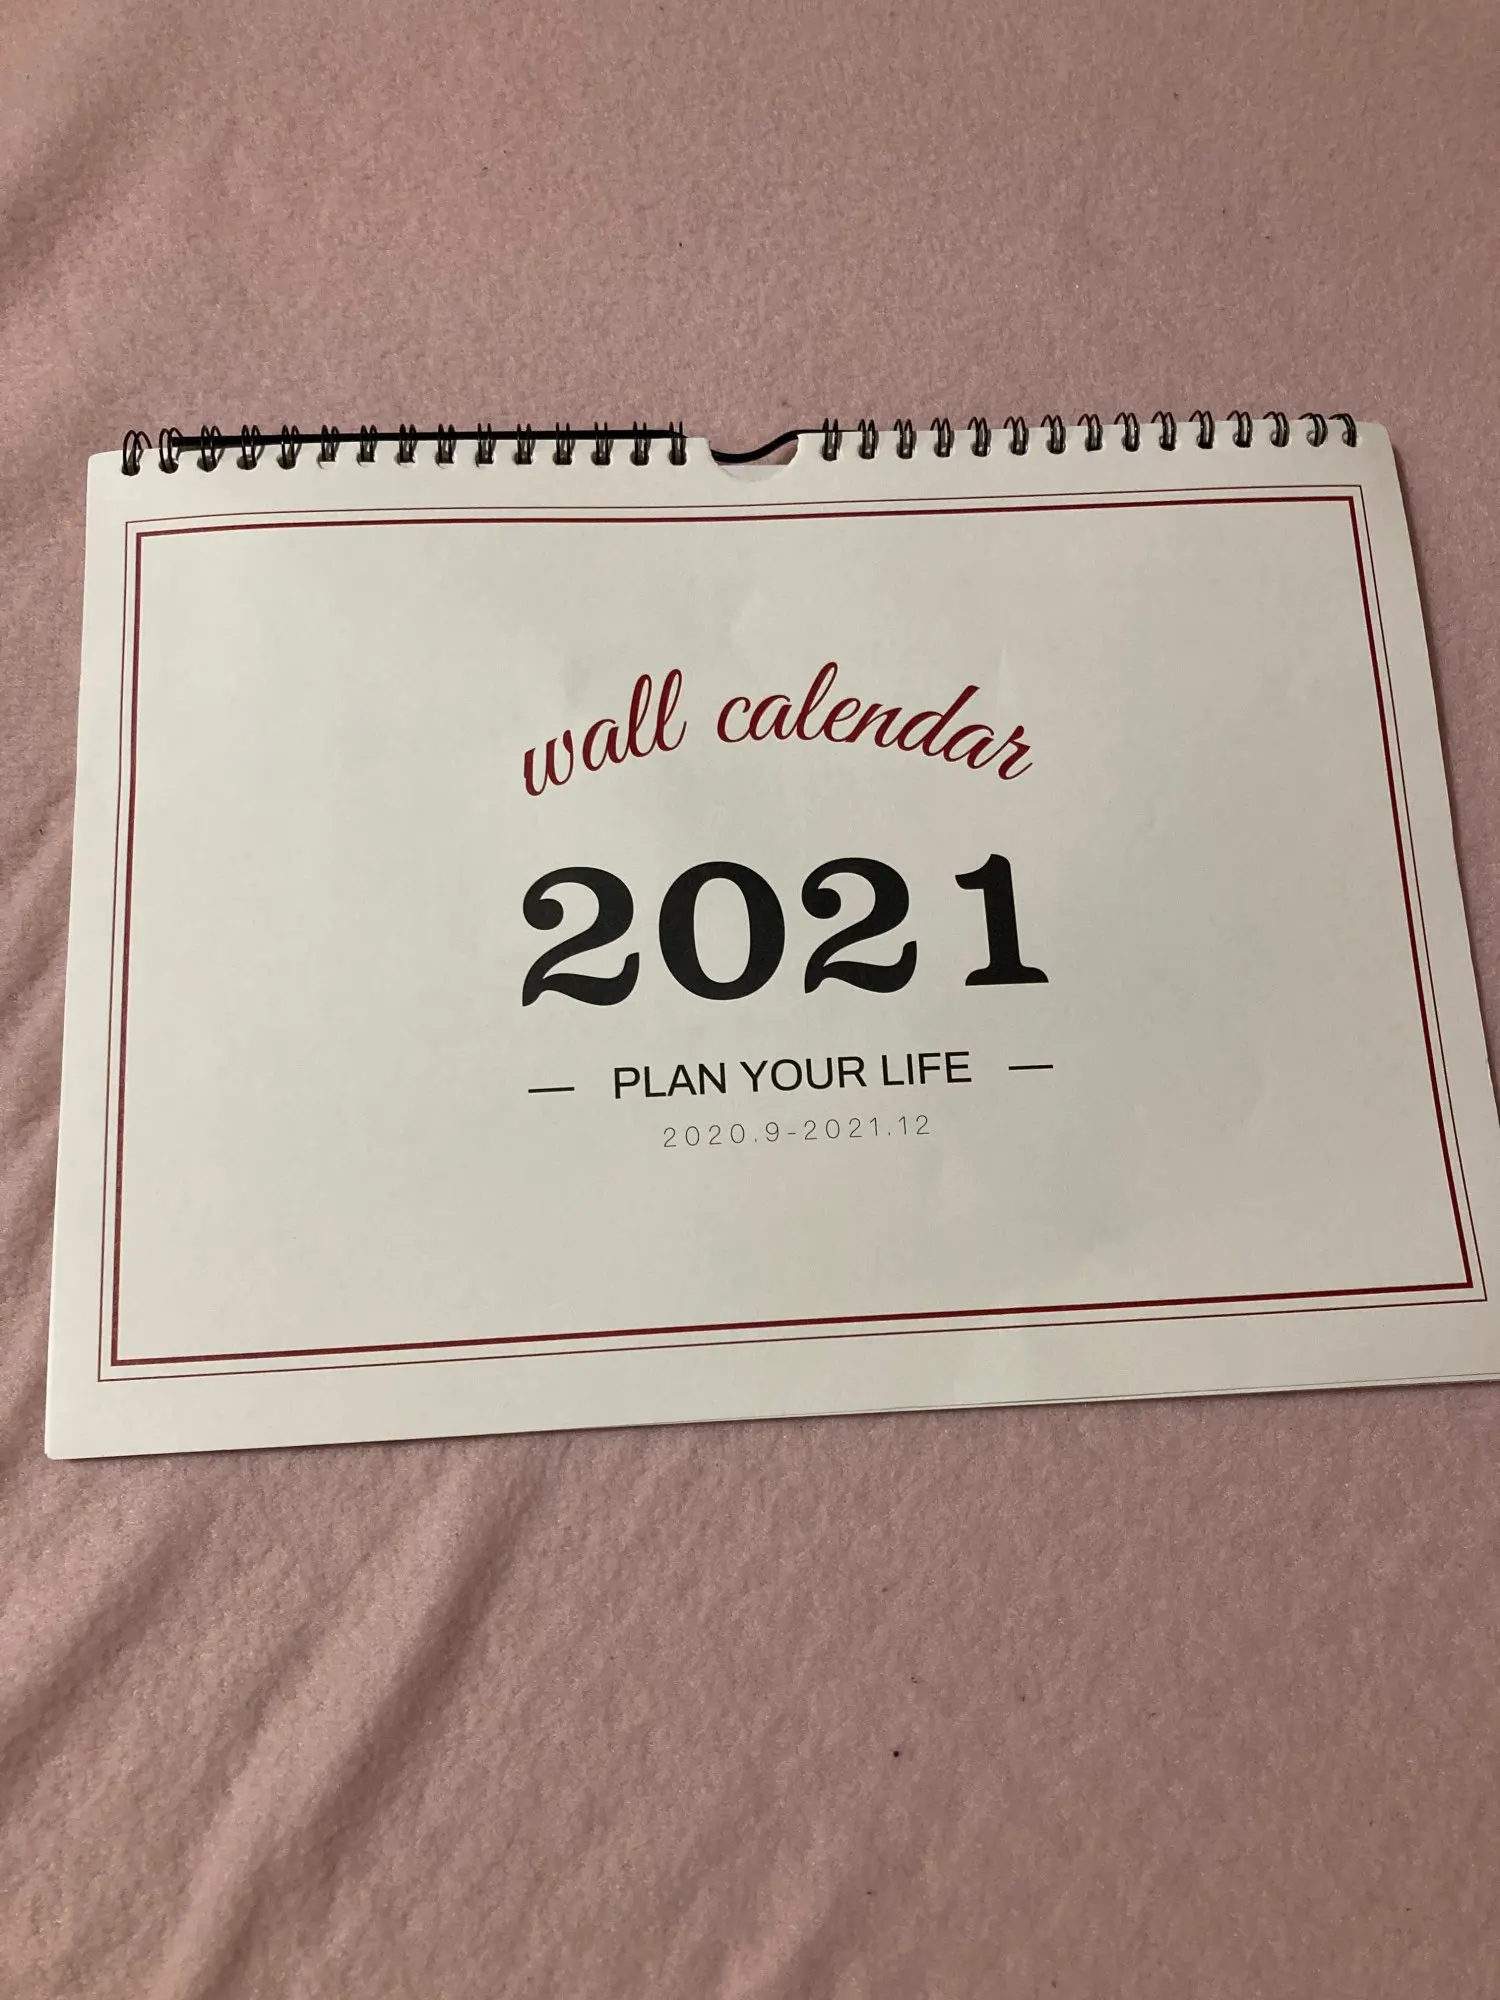 wall calendar
2021
— PLAN YOUR LIFE —
2020.9-2021.12